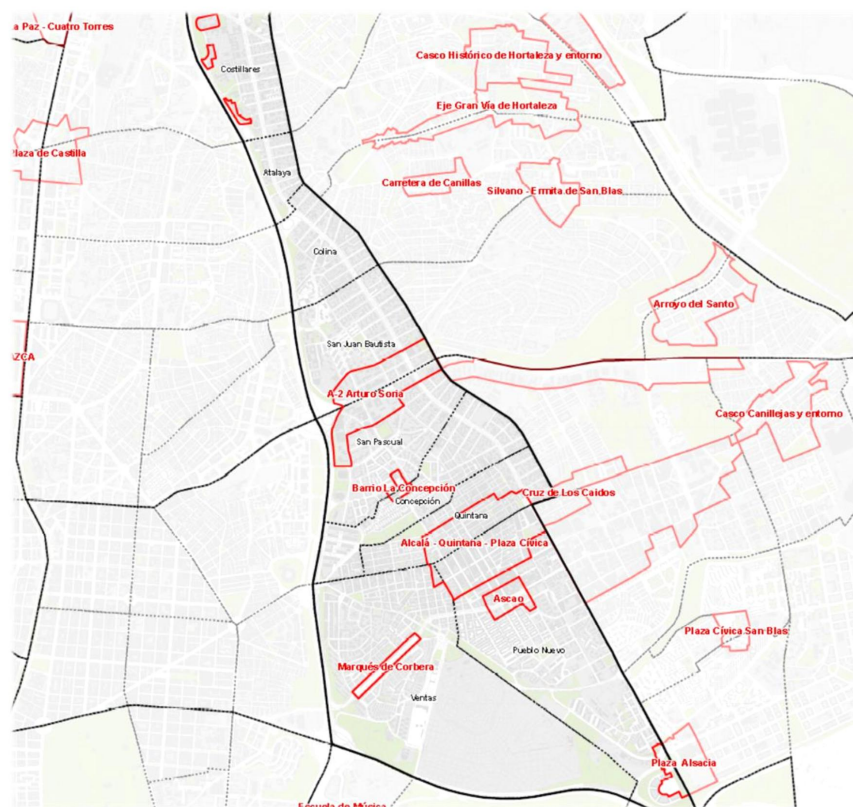 a Paz - Cuatro Torres
Costillares
Casco Histórico de Hortaleza y entorno
Eje Gran Vía de Hortaleza
Plaza de Castilla
Atalaya
Carretera de Canillas
Silvano - Ermita de San Blas
Colina
Arroyo del Santo
San Juan Bautista
AZCA
A-2 Arturo Soria
Casco Canillejas y entorno
San Pascual
Barrio La Concepción
Concepción
Cruz de Los Caídos
Quintana
Alcalá - Quintana - Plaza Cívica
Ascao
Plaza Cívica San Blas
Pueblo Nuevo
Marqués de Corbera
Ventas
Plaza Alsacia
Escuela de Música